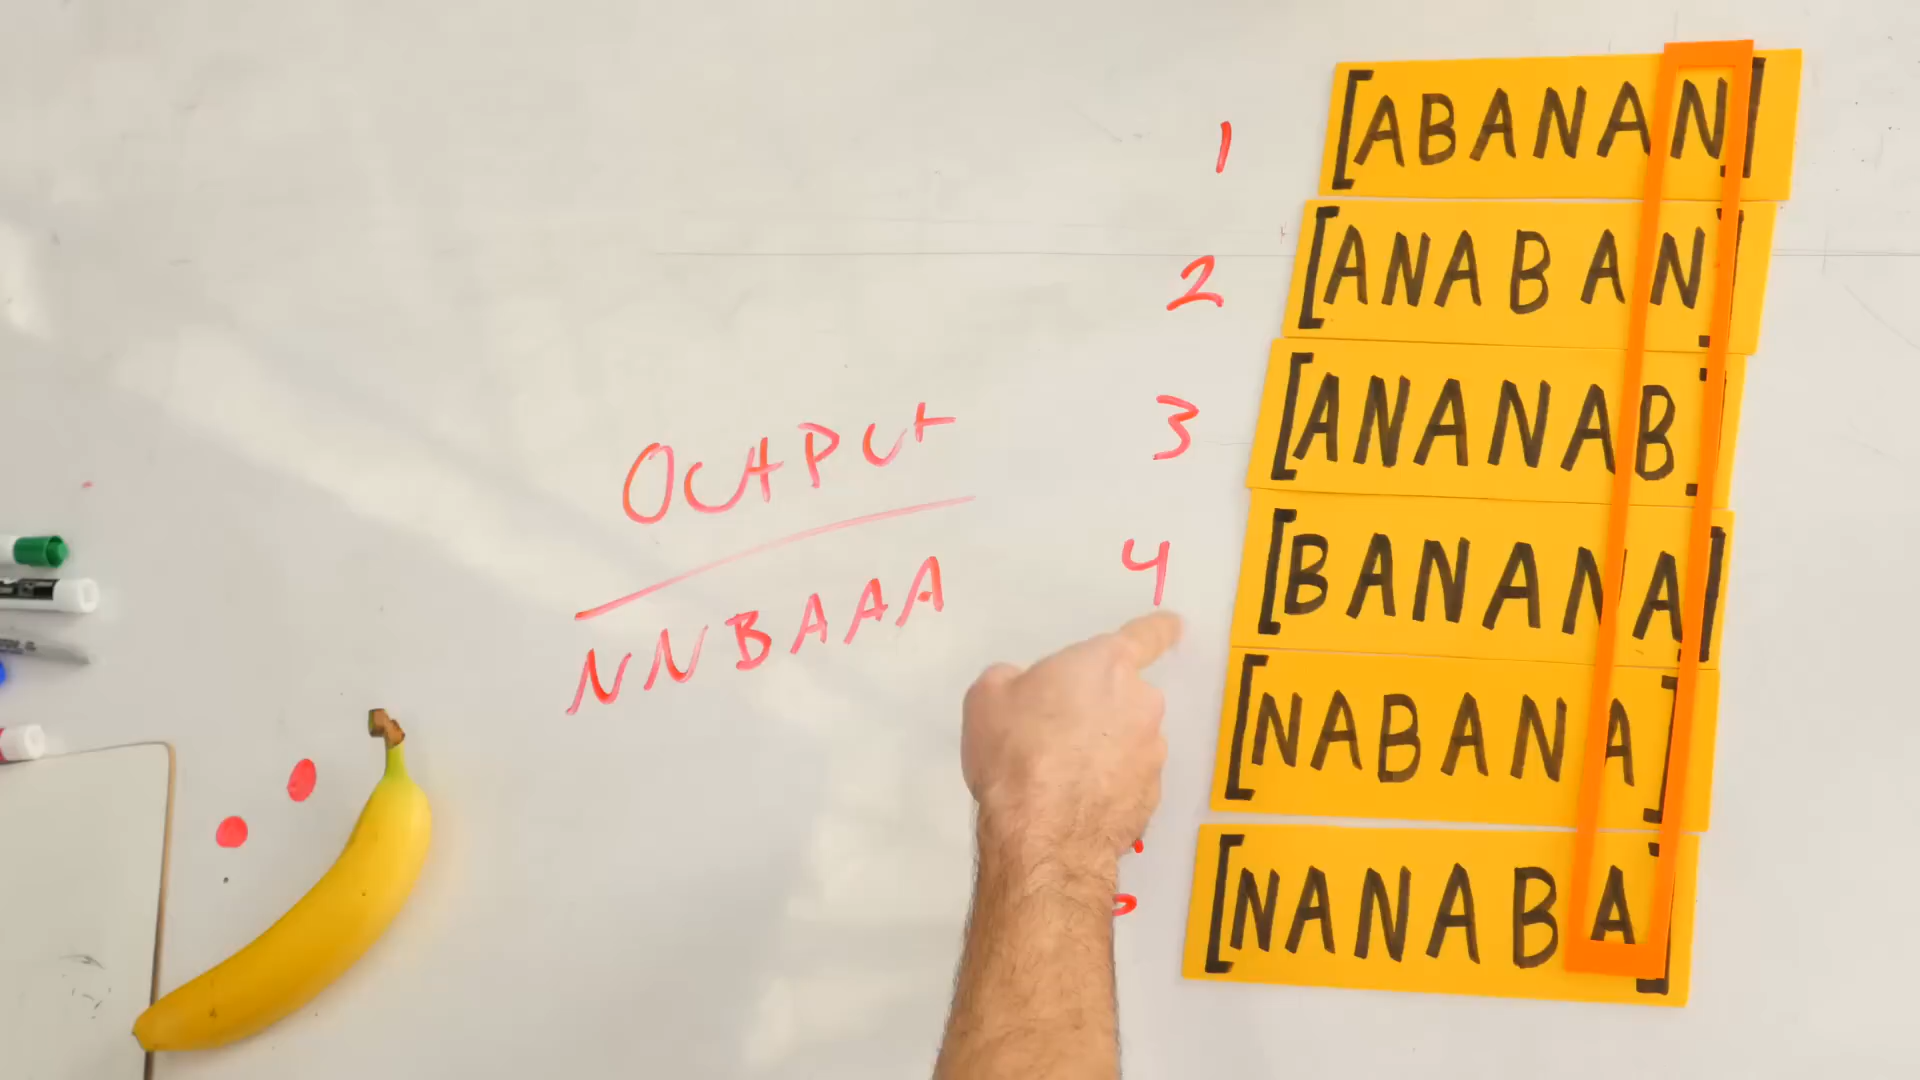 1 [ABANAN]
2 [ANABAN]
3 [ANANAB]
4 [BANANA]
[NABANA]
[NANABA]
OUtPUt
NNBAAA